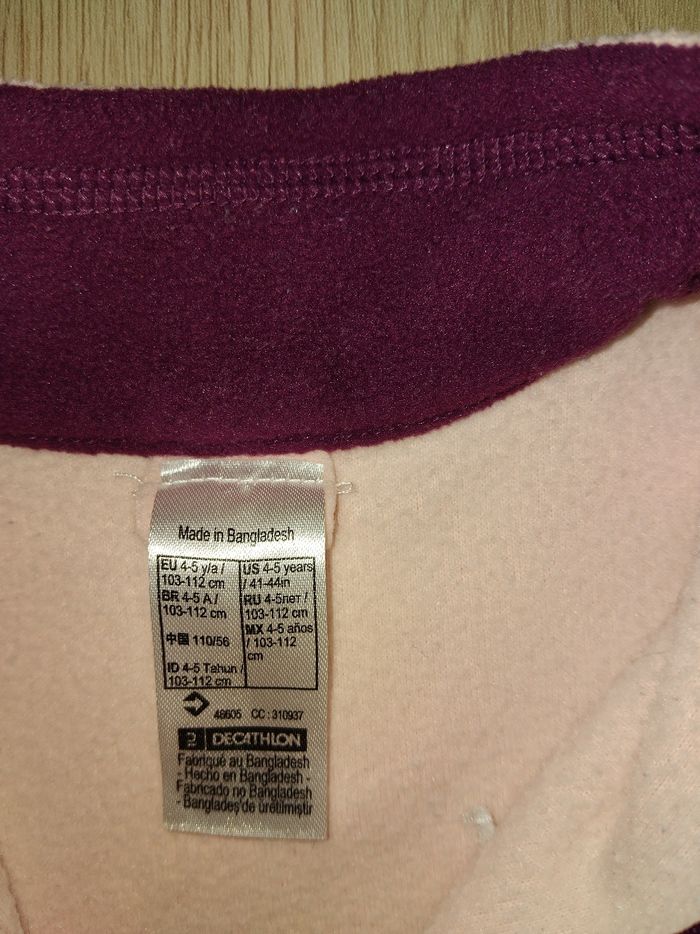 Made in Bangladesh
EU 4-5 y/a /
103-112 cm
BR 4-5 A /
103-112 cm
中国 110/56
ID 4-5 Tahun /
103-112 cm
US 4-5 years
/ 41-44in
RU 4-5лет /
103-112 cm
MX 4-5 años
/ 103-112
cm
46605 CC : 310937
DECATHLON
Fabriqué au Bangladesh
- Hecho en Bangladesh -
Fabricado no Bangladesh
- Bangladeş'de üretilmiştir